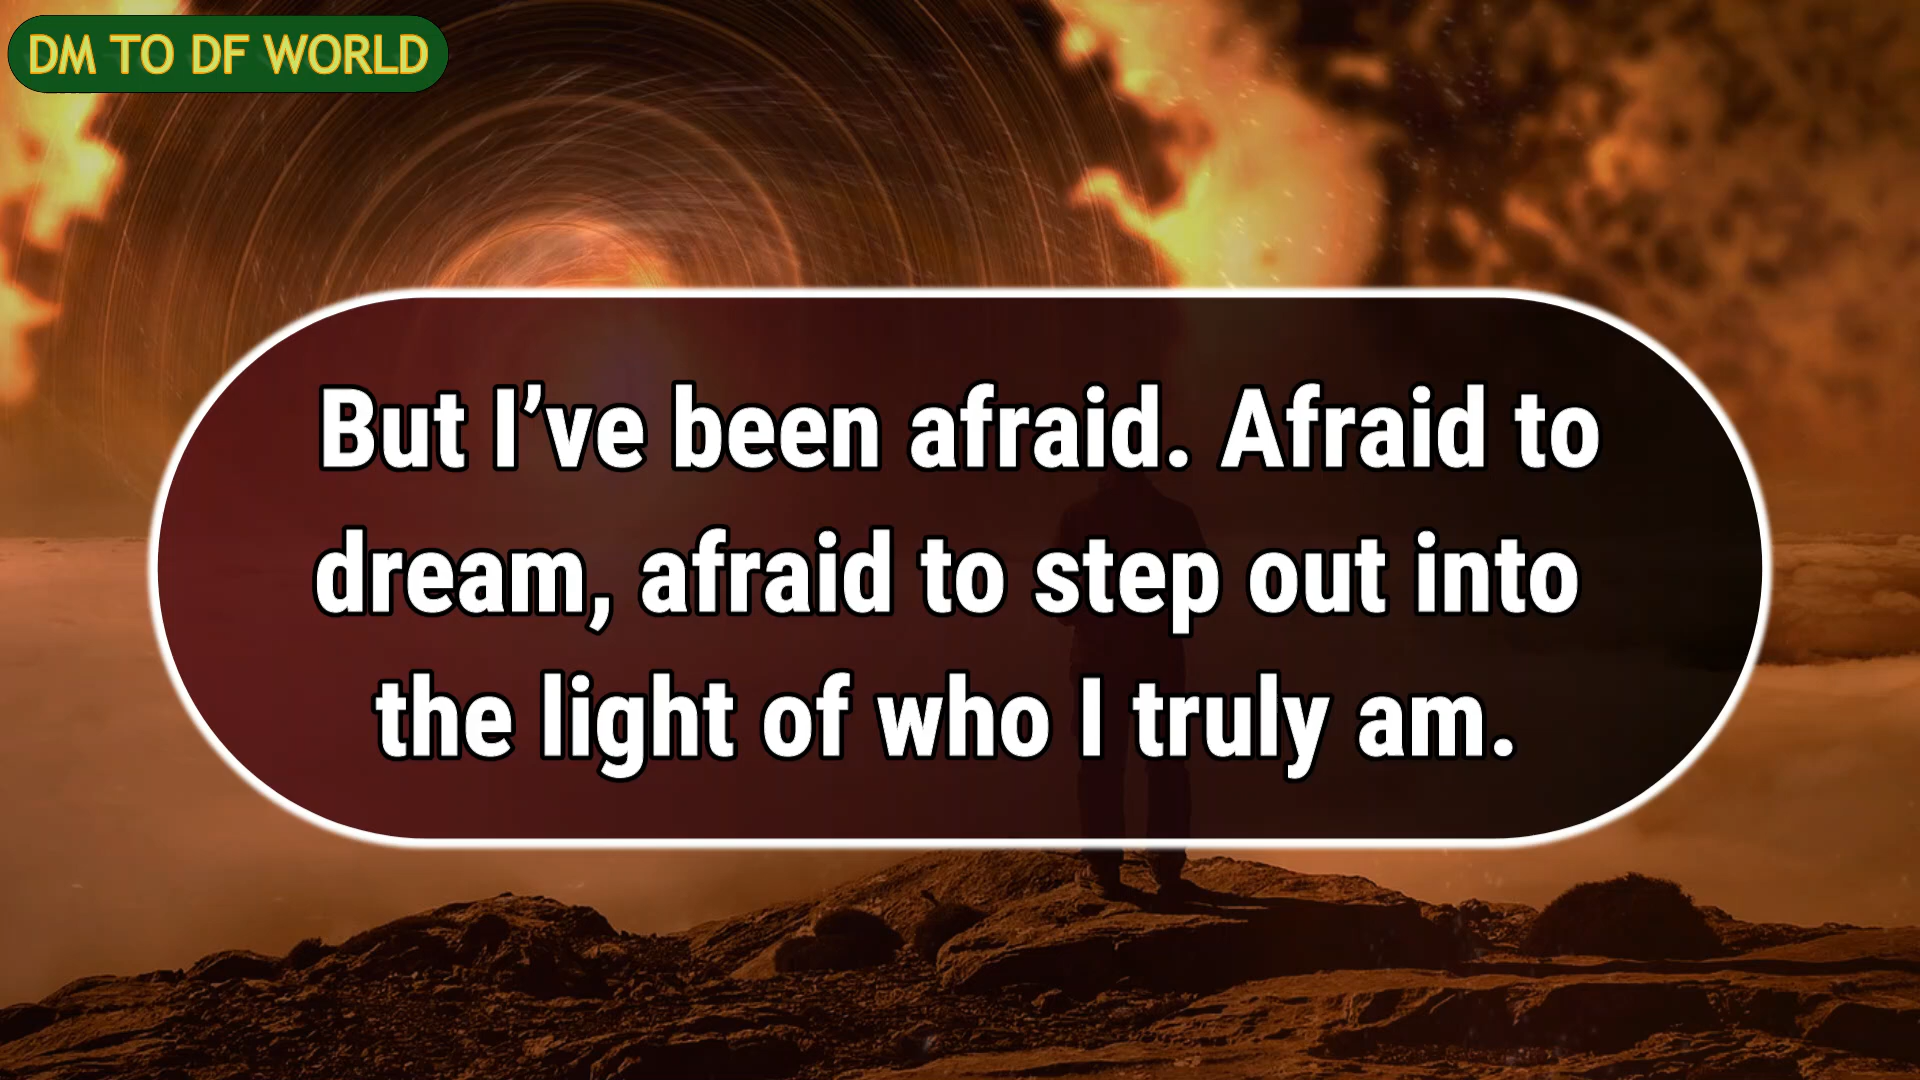 DM TO DF WORLD
But I’ve been afraid. Afraid to
dream, afraid to step out into
the light of who I truly am.